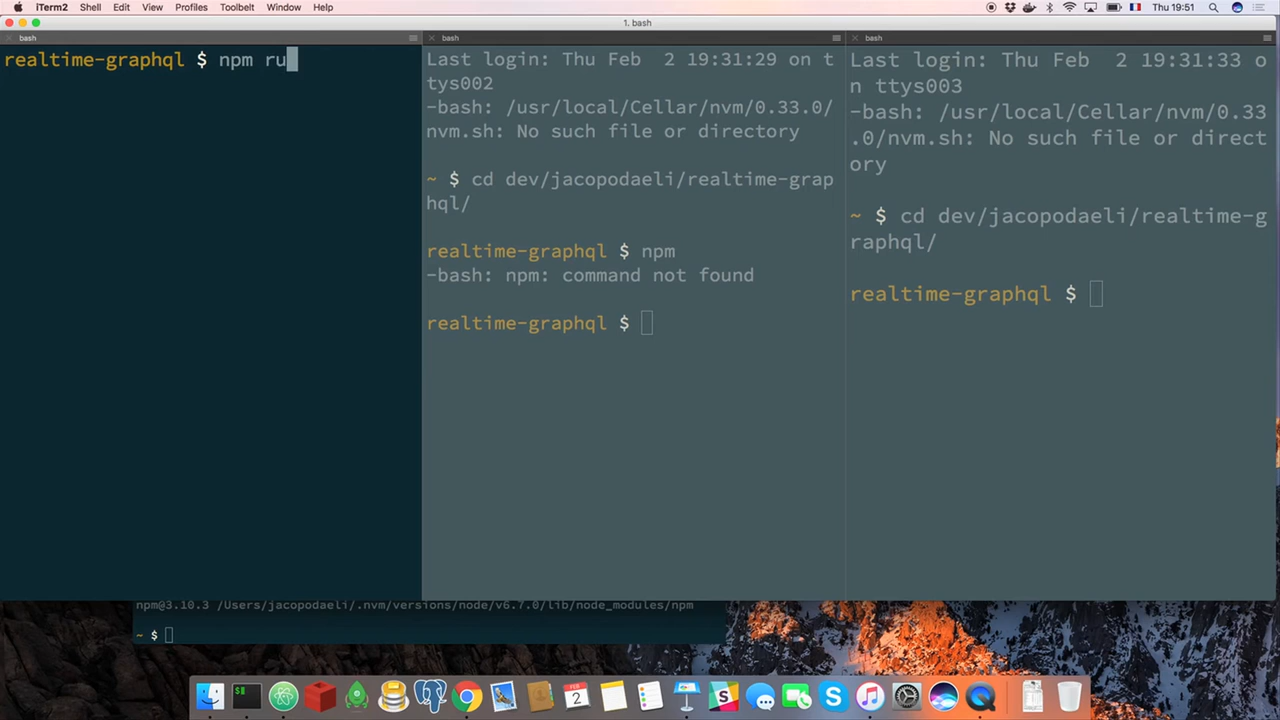 iTerm2 Shell Edit View Profiles Toolbelt Window Help
Thu 19:51
1. bash
bash
realtime-graphql $ npm ru
bash
Last login: Thu Feb 2 19:31:29 on t
tys002
-bash: /usr/local/Cellar/nvm/0.33.0/
nvm.sh: No such file or directory
~ $ cd dev/jacopodaeli/realtime-grap
hql/
realtime-graphql $ npm
-bash: npm: command not found
realtime-graphql $
bash
Last login: Thu Feb 2 19:31:33 o
n ttys003
-bash: /usr/local/Cellar/nvm/0.33
.0/nvm.sh: No such file or direct
ory
~ $ cd dev/jacopodaeli/realtime-g
raphql/
realtime-graphql $
npm@3.10.3 /Users/jacopodaeli/.nvm/versions/node/v6.7.0/lib/node_modules/npm
~ $
FEB
2